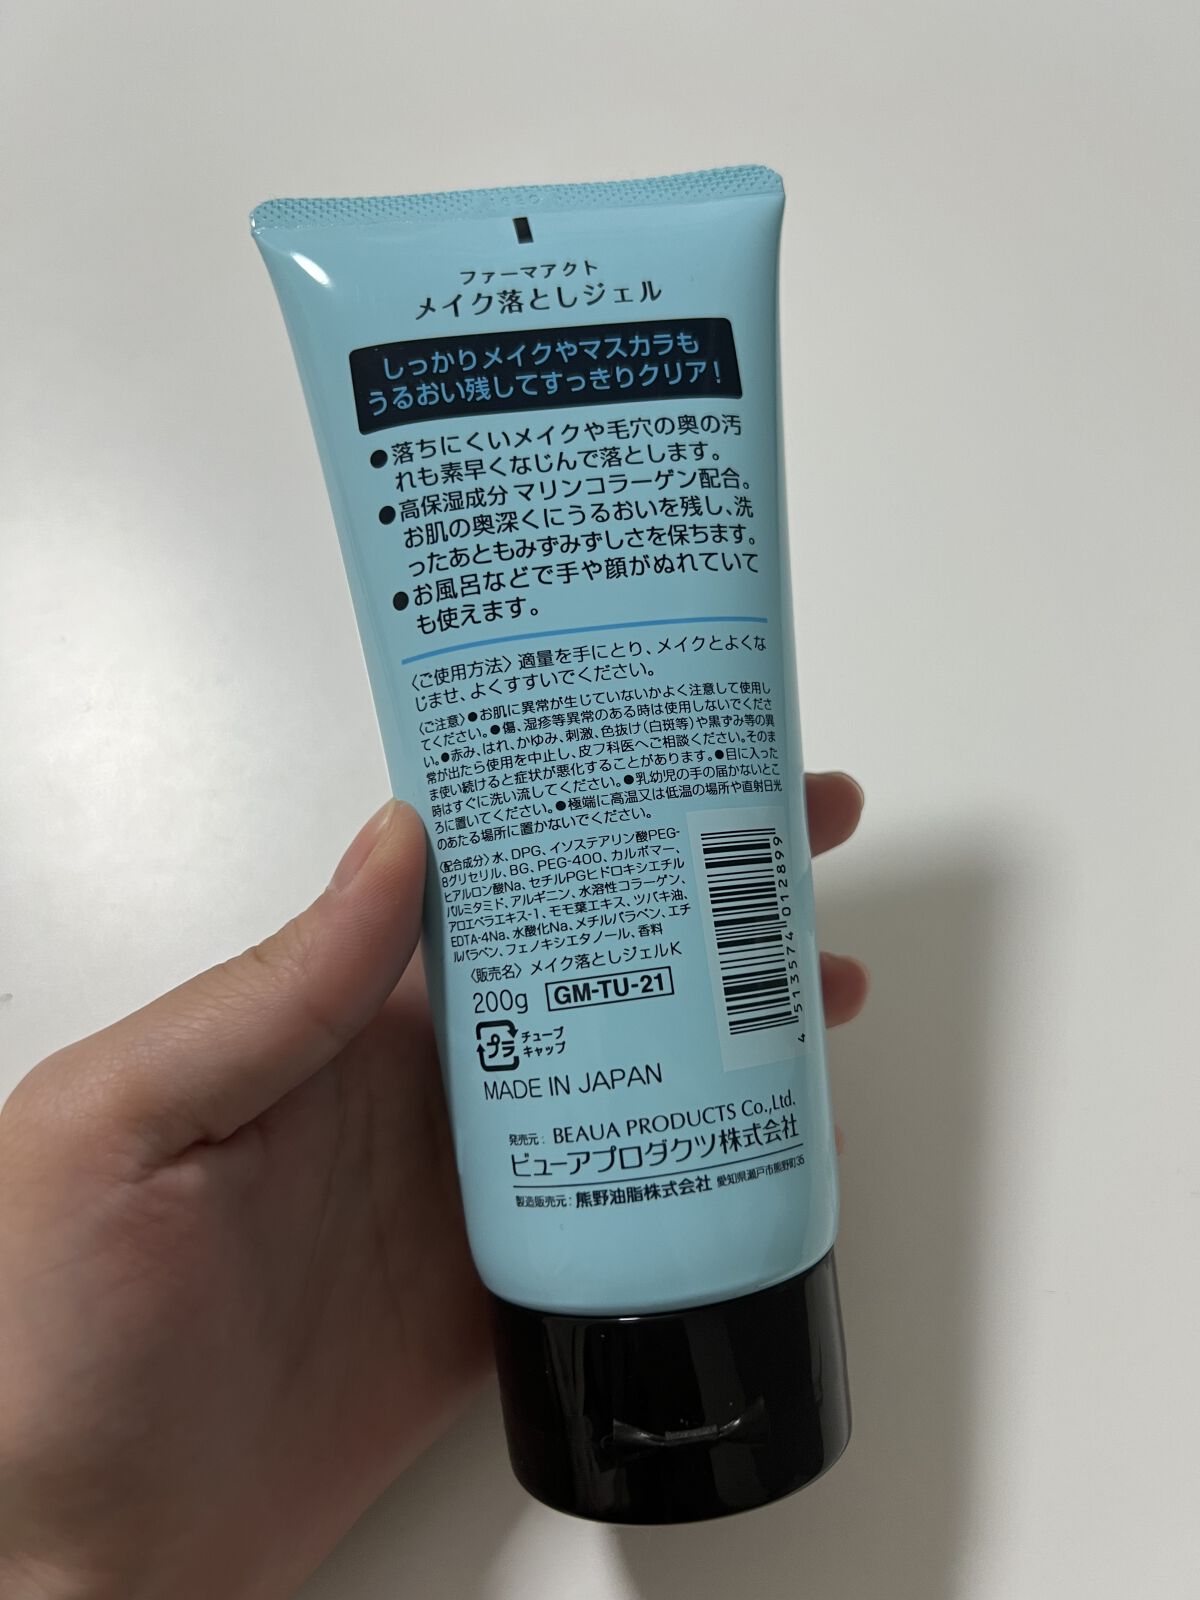 ファーマアクト
メイク落としジェル
しっかりメイクやマスカラも
うるおい残してすっきりクリア!
●落ちにくいメイクや毛穴の奥の汚
れも素早くなじんで落とします。
●高保湿成分 マリンコラーゲン配合。
お肌の奥深くにうるおいを残し、洗
ったあともみずみずしさを保ちます。
●お風呂などで手や顔がぬれていて
も使えます。
〈ご使用方法〉適量を手にとり、メイクとよくな
じませ、よくすすいでください。
〈ご注意〉●お肌に異常が生じていないかよく注意して使用し
てください。●傷、湿疹等異常のある時は使用しないでくださ
い。●赤み、はれ、かゆみ、刺激、色抜け(白斑等)や黒ずみ等の異
常が出たら使用を中止し、皮フ科医へご相談ください。そのま
ま使い続けると症状が悪化することがあります。●目に入った
時はすぐに洗い流してください。●乳幼児の手の届かないとこ
ろに置いてください。●極端に高温又は低温の場所や直射日光
のあたる場所に置かないでください。
〈配合成分〉水、DPG、イソステアリン酸PEG-
8グリセリル、BG、PEG-400、カルボマー、
ヒアルロン酸Na、セチルPGヒドロキシエチル
パルミタミド、アルギニン、水溶性コラーゲン、
アロエベラエキス-1、モモ葉エキス、ツバキ油、
EDTA-4Na、水酸化Na、メチルパラベン、エチ
ルパラベン、フェノキシエタノール、香料
〈販売名〉メイク落としジェルK
200g GM-TU-21
プラ チューブ
キャップ
4 513574 012899
MADE IN JAPAN
発売元: BEAUA PRODUCTS Co.,Ltd.
ビューアプロダクツ株式会社
製造販売元: 熊野油脂株式会社 愛知県瀬戸市熊野町35